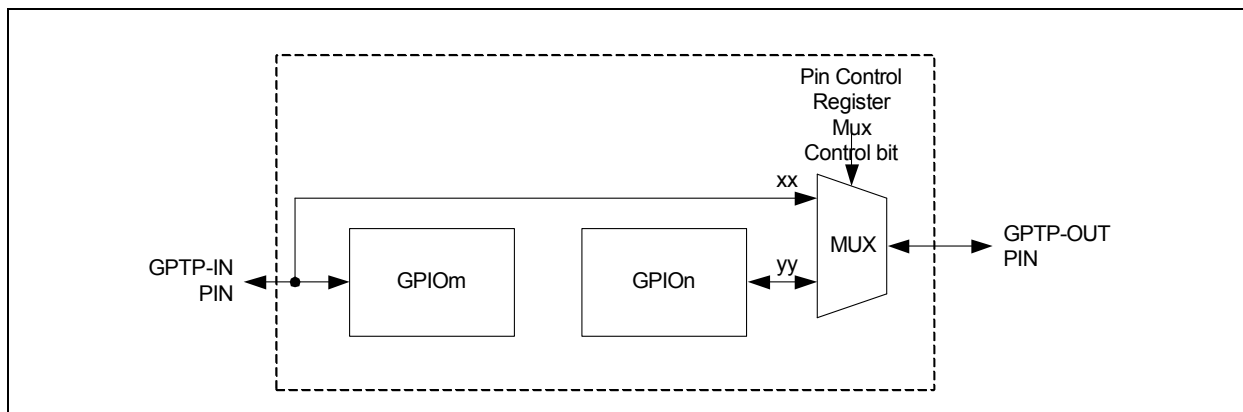 Pin Control
Register
Mux
Control bit
xx
GPTP-IN
PIN
GPIOm
GPIOn
yy
MUX
GPTP-OUT
PIN